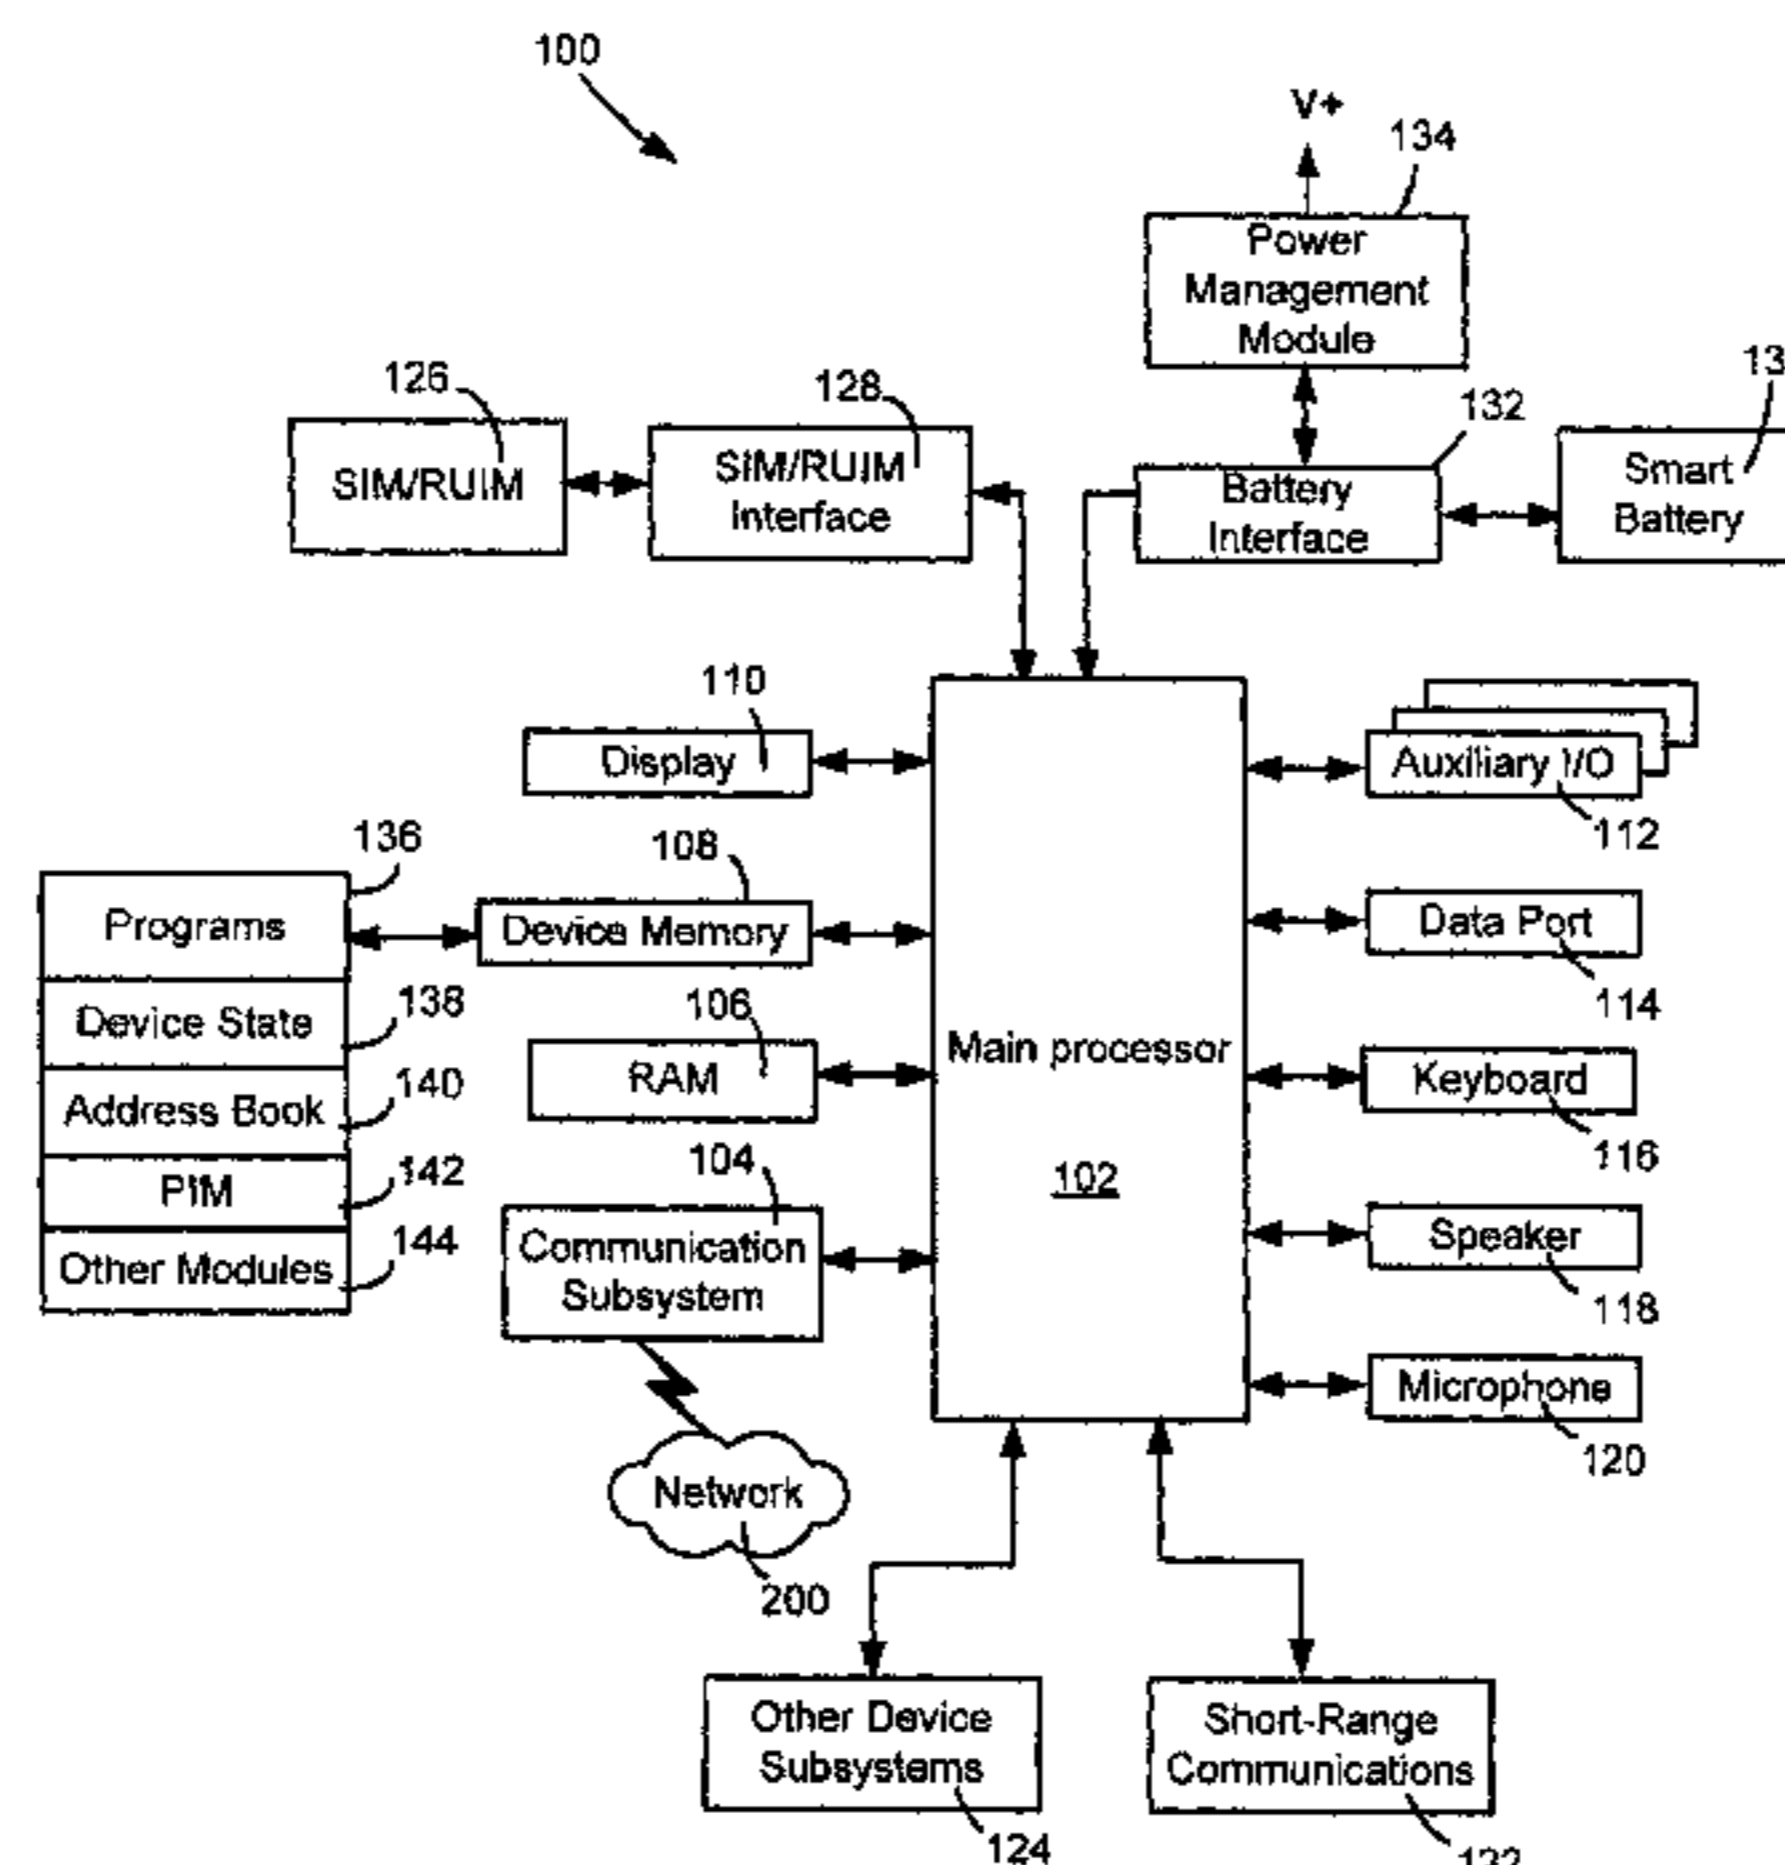 100
V+
134
Power
Management
Module
126
128
132
13
SIM/RUIM
SIM/RUIM
Interface
Battery
Interface
Smart
Battery
110
Display
Auxiliary I/O
112
136
108
Programs
Device Memory
Data Port
114
138
Device State
106
RAM
Main processor
Keyboard
116
140
Address Book
142
PIM
104
102
144
Other Modules
Communication
Subsystem
Speaker
118
Microphone
120
Network
200
Other Device
Subsystems
124
Short-Range
Communications